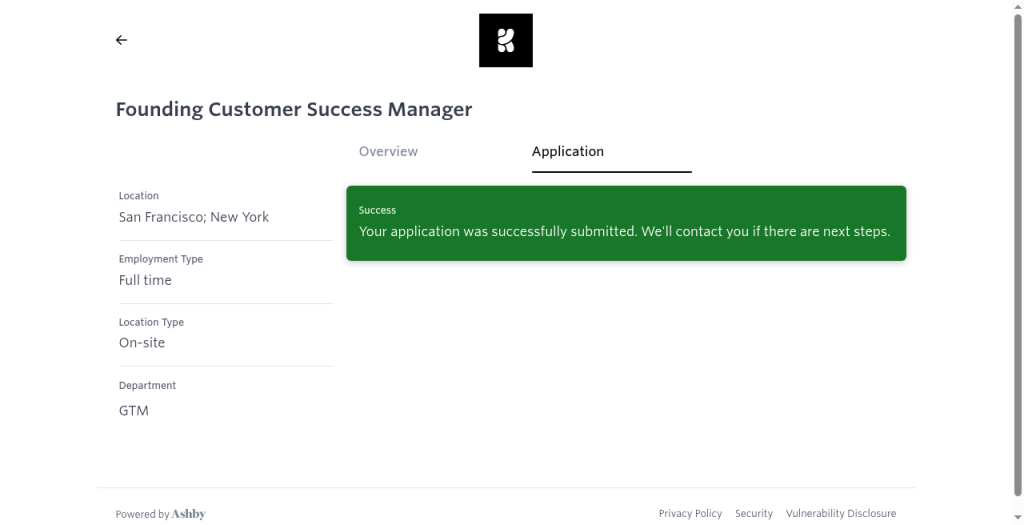 Founding Customer Success Manager
Overview
Application
Location
San Francisco; New York
Employment Type
Full time
Location Type
On-site
Department
GTM
Success
Your application was successfully submitted. We'll contact you if there are next steps.
Powered by Ashby
Privacy Policy
Security
Vulnerability Disclosure